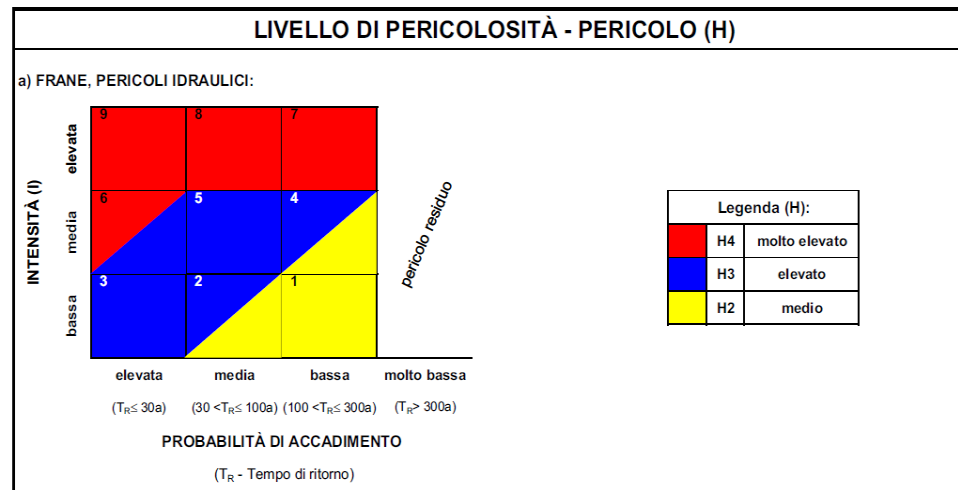 LIVELLO DI PERICOLOSITÀ - PERICOLO (H)
a) FRANE, PERICOLI IDRAULICI:
INTENSITÀ (I)
elevata
media
bassa
9 8 7
6 5 4
3 2 1
pericolo residuo
elevata media bassa molto bassa
(TR≤ 30a) (30 <TR≤ 100a) (100 <TR≤ 300a) (TR> 300a)
PROBABILITÀ DI ACCADIMENTO
(TR - Tempo di ritorno)
Legenda (H):
H4 molto elevato
H3 elevato
H2 medio